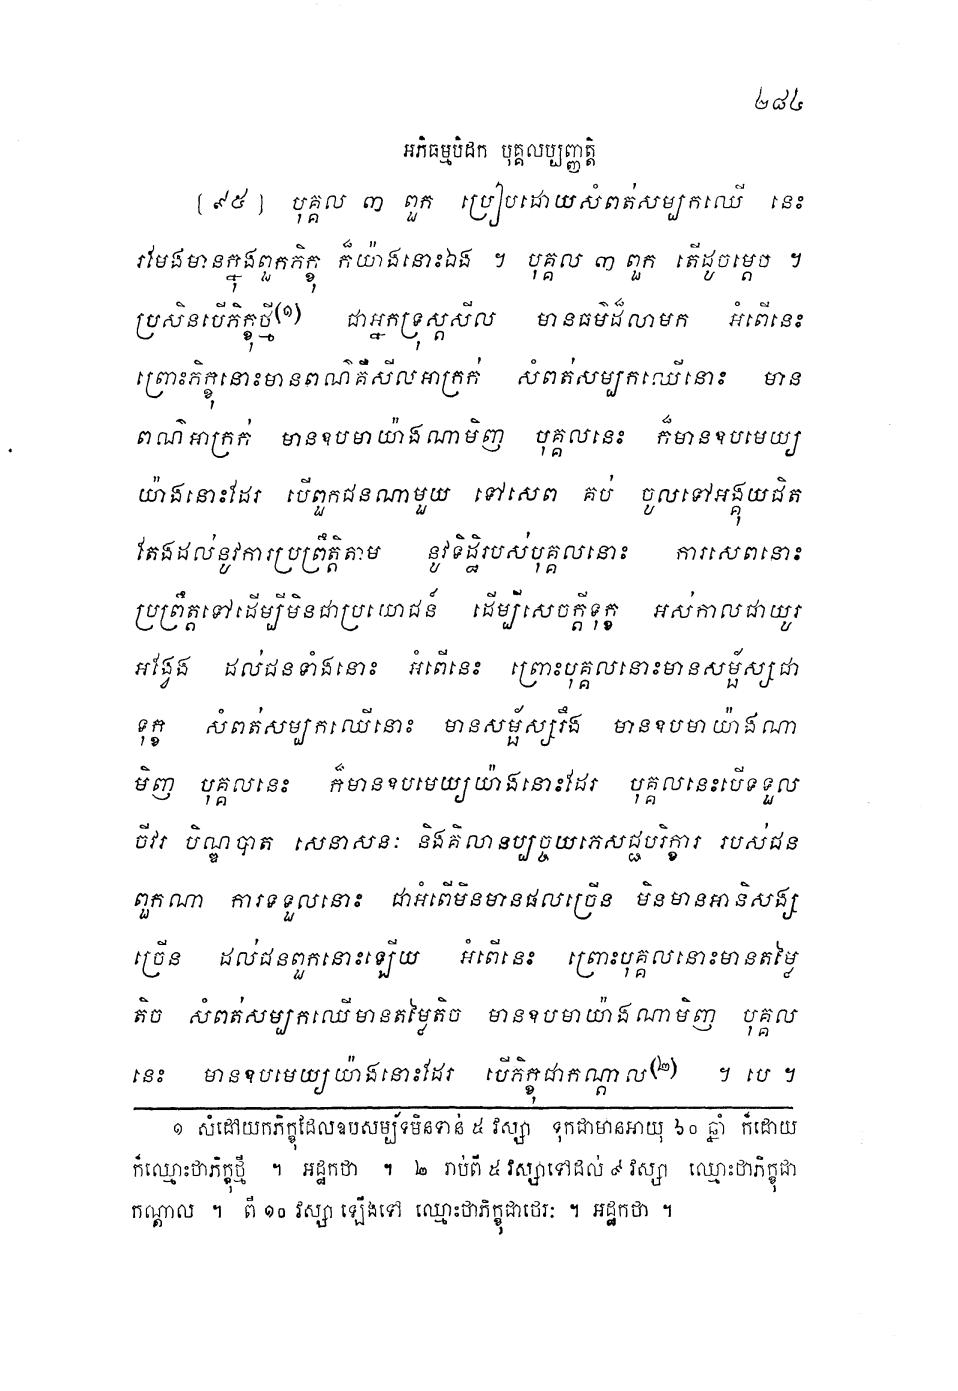 ២៨៤
អភិធម្មបិដក បុគ្គលប្បញ្ញត្តិ
[៩៥] បុគ្គល ៣ ពួក ប្រៀបដោយសំពត់សម្បកឈើ នេះ
រមែងមានក្នុងពួកភិក្ខុ ក៏យ៉ាងនោះឯង ។ បុគ្គល ៣ ពួក តើដូចម្តេច ។
ប្រសិនបើភិក្ខុថ្មី(១) ជាអ្នកទ្រុស្តសីល មានធម៌ដ៏លាមក អំពើនេះ
ព្រោះភិក្ខុនោះមានពណ៌គឺសីលអាក្រក់ សំពត់សម្បកឈើនោះ មាន
ពណ៌អាក្រក់ មានឧបមាយ៉ាងណាមិញ បុគ្គលនេះ ក៏មានឧបមេយ្យ
យ៉ាងនោះដែរ បើពួកជនណាមួយ ទៅសេព គប់ ចូលទៅអង្គុយជិត
តែងដល់នូវការប្រព្រឹត្តិតាម នូវទិដ្ឋិរបស់បុគ្គលនោះ ការសេពនោះ
ប្រព្រឹត្តទៅដើម្បីមិនជាប្រយោជន៍ ដើម្បីសេចក្តីទុក្ខ អស់កាលជាយូរ
អង្វែង ដល់ជនទាំងនោះ អំពើនេះ ព្រោះបុគ្គលនោះមានសម្ផ័ស្សជា
ទុក្ខ សំពត់សម្បកឈើនោះ មានសម្ផ័ស្សរឹង មានឧបមាយ៉ាងណា
មិញ បុគ្គលនេះ ក៏មានឧបមេយ្យយ៉ាងនោះដែរ បុគ្គលនេះបើទទួល
ចីវរ បិណ្ឌបាត សេនាសនៈ និងគិលានប្បច្ចយភេសជ្ជបរិក្ខារ របស់ជន
ពួកណា ការទទួលនោះ ជាអំពើមិនមានផលច្រើន មិនមានអានិសង្ស
ច្រើន ដល់ជនពួកនោះឡើយ អំពើនេះ ព្រោះបុគ្គលនោះមានតម្លៃ
តិច សំពត់សម្បកឈើមានតម្លៃតិច មានឧបមាយ៉ាងណាមិញ បុគ្គល
នេះ មានឧបមេយ្យយ៉ាងនោះដែរ បើភិក្ខុជាកណ្តាល(២) ។ បេ ។
១ សំដៅយកភិក្ខុដែលឧបសម្ប័ទមិនទាន់ ៥ វស្សា ទុកជាមានអាយុ ៦០ ឆ្នាំ ក៏ដោយ
ក៏ឈ្មោះថាភិក្ខុថ្មី ។ អដ្ឋកថា ។ ២ រាប់ពី ៥ វស្សាទៅដល់ ៩ វស្សា ឈ្មោះថាភិក្ខុជា
កណ្តាល ។ ពី ១០ វស្សា ឡើងទៅ ឈ្មោះថាភិក្ខុជាថេរៈ ។ អដ្ឋកថា ។